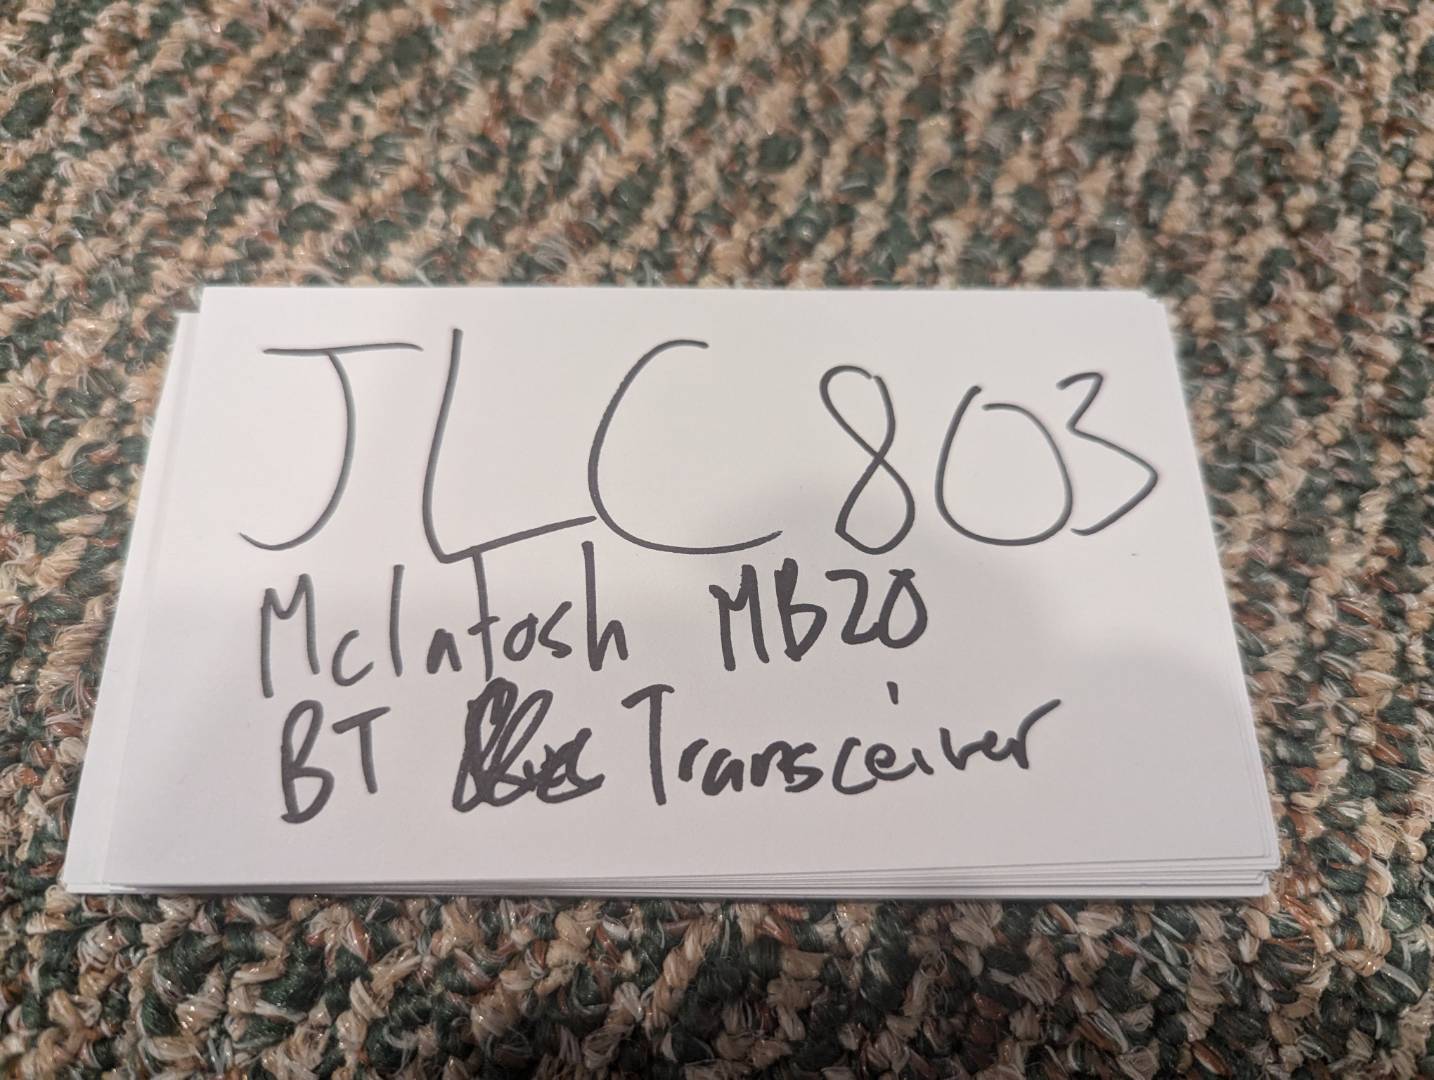 JLC 803
McIntosh MB20
BT Transceiver